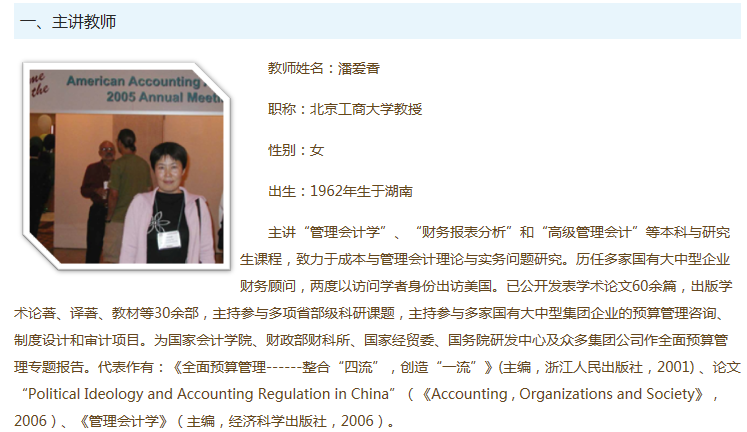 一、主讲教师
me
the
American Accounting
2005 Annual Meeti
教师姓名：潘爱香
职称：北京工商大学教授
性别：女
出生：1962年生于湖南
主讲“管理会计学”、“财务报表分析”和“高级管理会计”等本科与研究
生课程，致力于成本与管理会计理论与实务问题研究。历任多家国有大中型企业
财务顾问，两度以访问学者身份出访美国。已公开发表学术论文60余篇，出版学
术论著、译著、教材等30余部，主持参与多项省部级科研课题，主持参与多家国有大中型集团企业的预算管理咨询、
制度设计和审计项目。为国家会计学院、财政部财科所、国家经贸委、国务院研发中心及众多集团公司作全面预算管
理专题报告。代表作有：《全面预算管理------整合“四流”，创造“一流”》(主编，浙江人民出版社，2001) 、论文
“Political Ideology and Accounting Regulation in China”（《Accounting , Organizations and Society》，
2006）、《管理会计学》（主编，经济科学出版社，2006）。